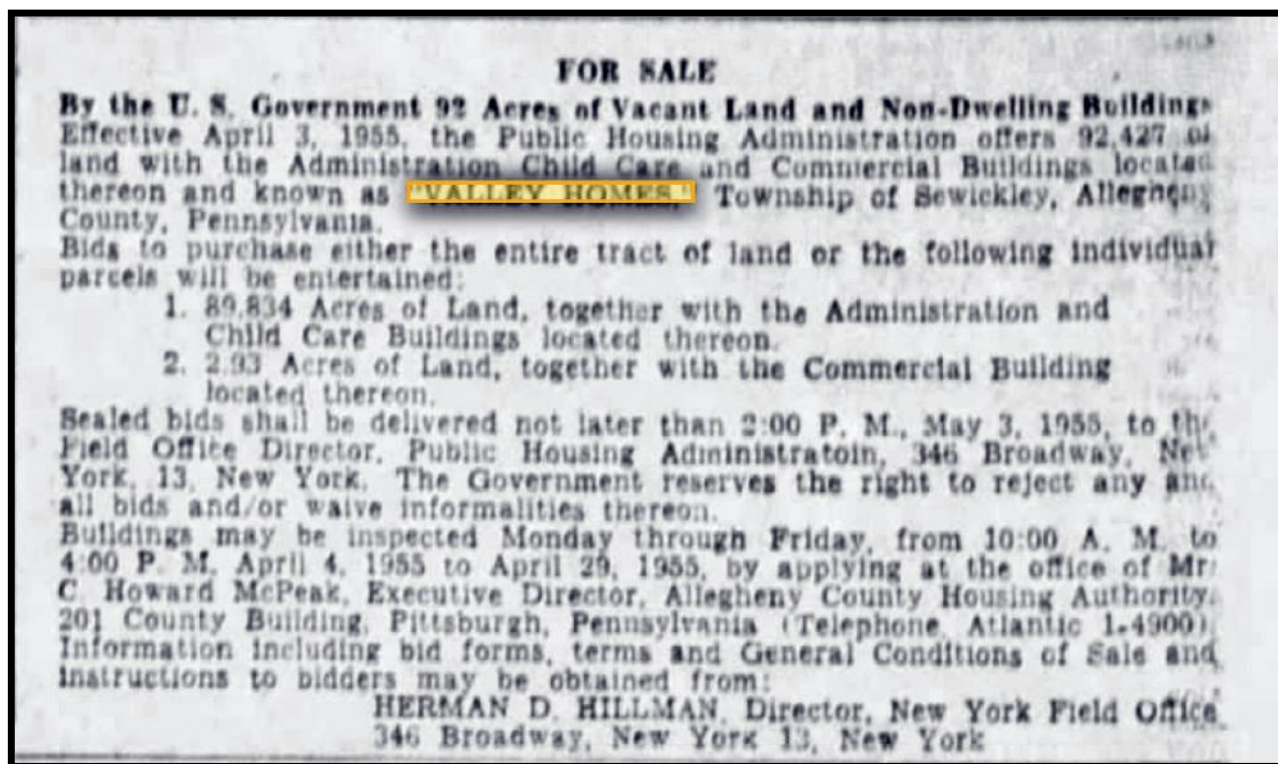 FOR SALE
By the U. S. Government 92 Acres of Vacant Land and Non-Dwelling Buildings
Effective April 3, 1955, the Public Housing Administration offers 92,427 of
land with the Administration Child Care and Commercial Buildings located
thereon and known as "VALLEY HOMES," Township of Sewickley, Allegheny
County, Pennsylvania.
Bids to purchase either the entire tract of land or the following individual
parcels will be entertained:
1. 89.834 Acres of Land, together with the Administration and
Child Care Buildings located thereon.
2. 2.93 Acres of Land, together with the Commercial Building
located thereon.
Sealed bids shall be delivered not later than 2:00 P. M., May 3, 1955, to the
Field Office Director, Public Housing Administratoin, 346 Broadway, New
York, 13, New York. The Government reserves the right to reject any and
all bids and/or waive informalities thereon.
Buildings may be inspected Monday through Friday, from 10:00 A. M. to
4:00 P. M. April 4, 1955 to April 29, 1955, by applying at the office of Mr.
C. Howard McPeak, Executive Director, Allegheny County Housing Authority,
201 County Building, Pittsburgh, Pennsylvania (Telephone, Atlantic 1-4900).
Information including bid forms, terms and General Conditions of Sale and
instructions to bidders may be obtained from:
HERMAN D. HILLMAN, Director, New York Field Office
346 Broadway, New York 13, New York